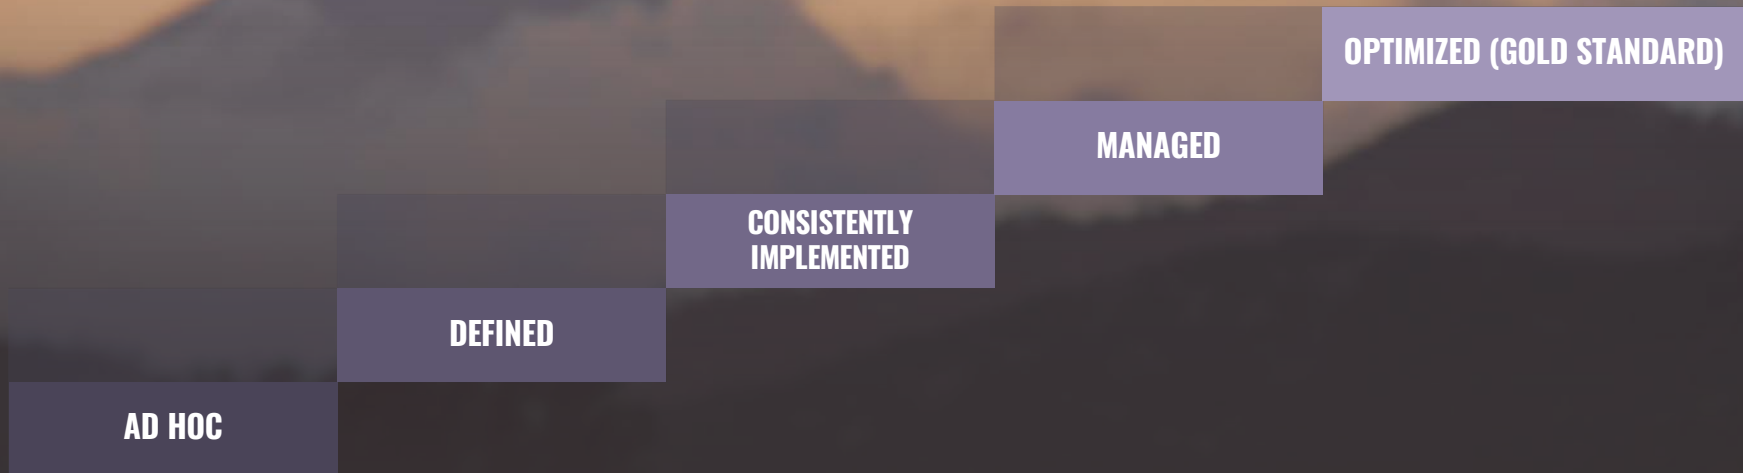 OPTIMIZED (GOLD STANDARD)
MANAGED
CONSISTENTLY
IMPLEMENTED
DEFINED
AD HOC